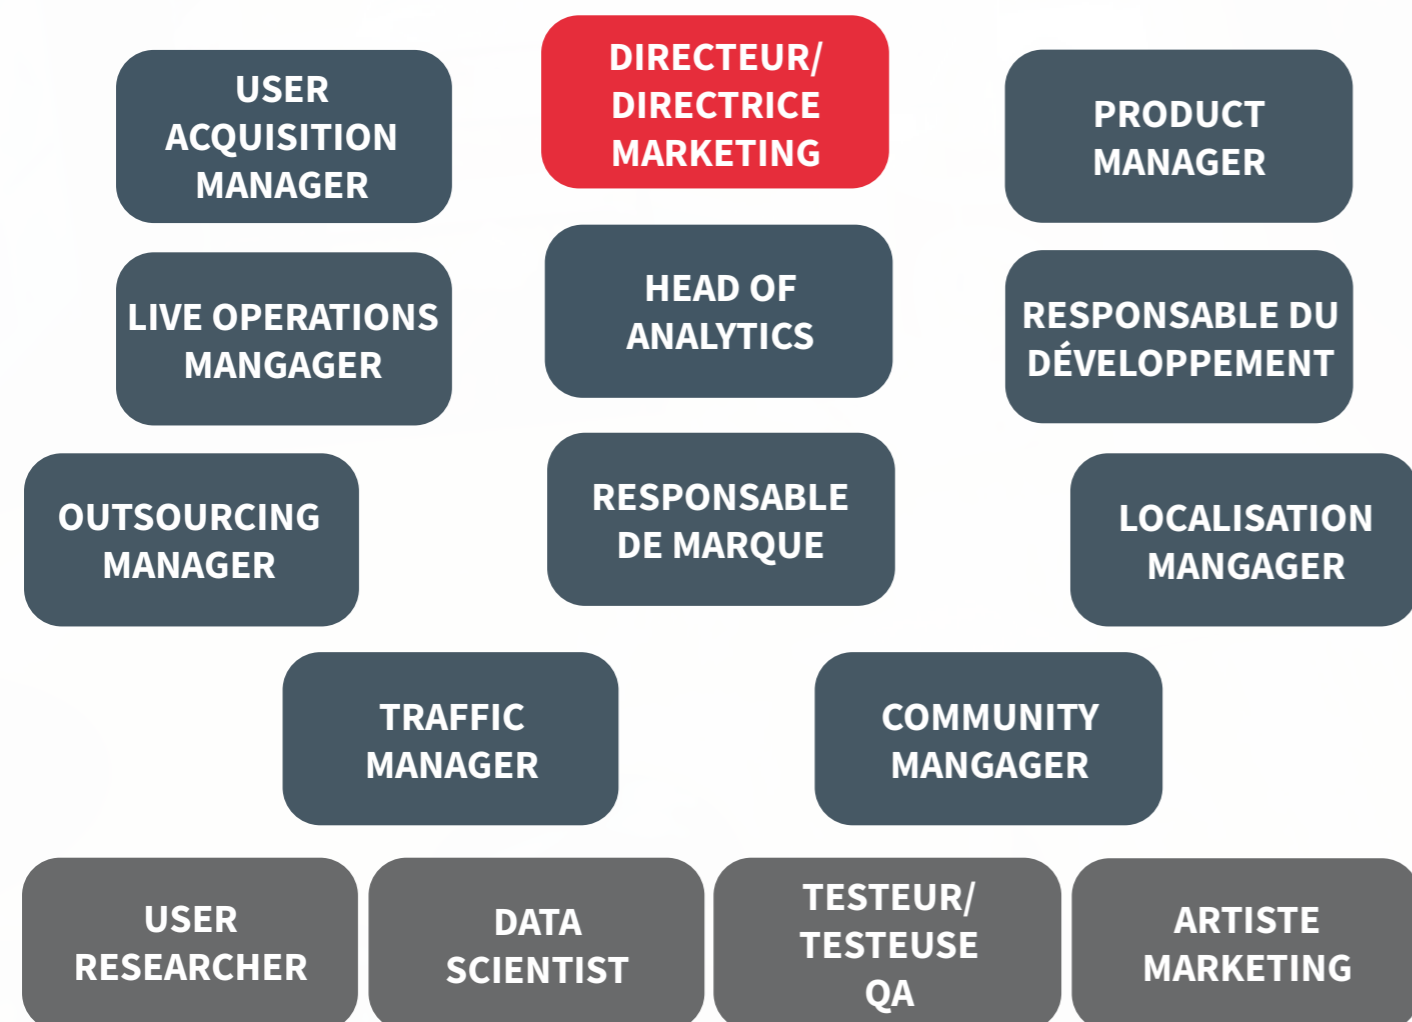 DIRECTEUR/
DIRECTRICE
MARKETING
USER
ACQUISITION
MANAGER
PRODUCT
MANAGER
LIVE OPERATIONS
MANGAGER
HEAD OF
ANALYTICS
RESPONSABLE DU
DÉVELOPPEMENT
OUTSOURCING
MANAGER
RESPONSABLE
DE MARQUE
LOCALISATION
MANGAGER
TRAFFIC
MANAGER
COMMUNITY
MANGAGER
USER
RESEARCHER
DATA
SCIENTIST
TESTEUR/
TESTEUSE
QA
ARTISTE
MARKETING